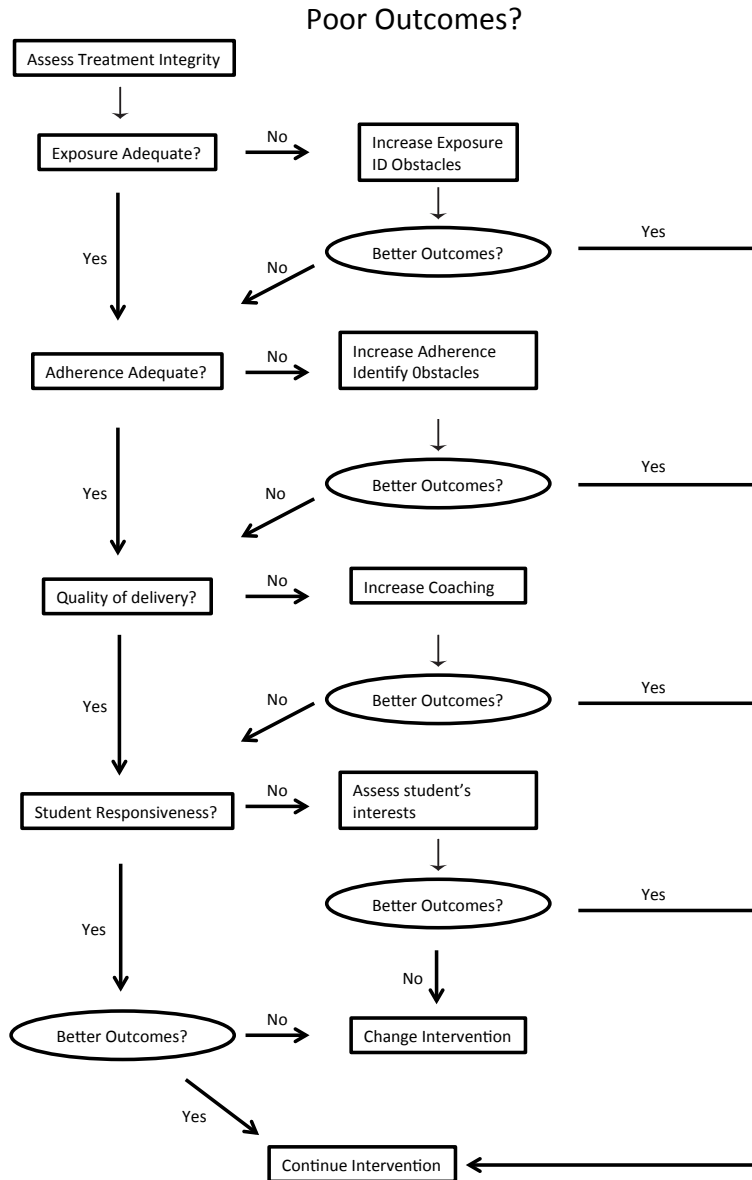 Poor Outcomes?
Assess Treatment Integrity
Exposure Adequate?
No
Increase Exposure
ID Obstacles
Yes
Better Outcomes?
Yes
No
Adherence Adequate?
No
Increase Adherence
Identify 0bstacles
Yes
Better Outcomes?
Yes
No
Quality of delivery?
No
Increase Coaching
Yes
Better Outcomes?
Yes
No
Student Responsiveness?
No
Assess student’s
interests
Yes
Better Outcomes?
Yes
No
Better Outcomes?
No
Change Intervention
Yes
Continue Intervention